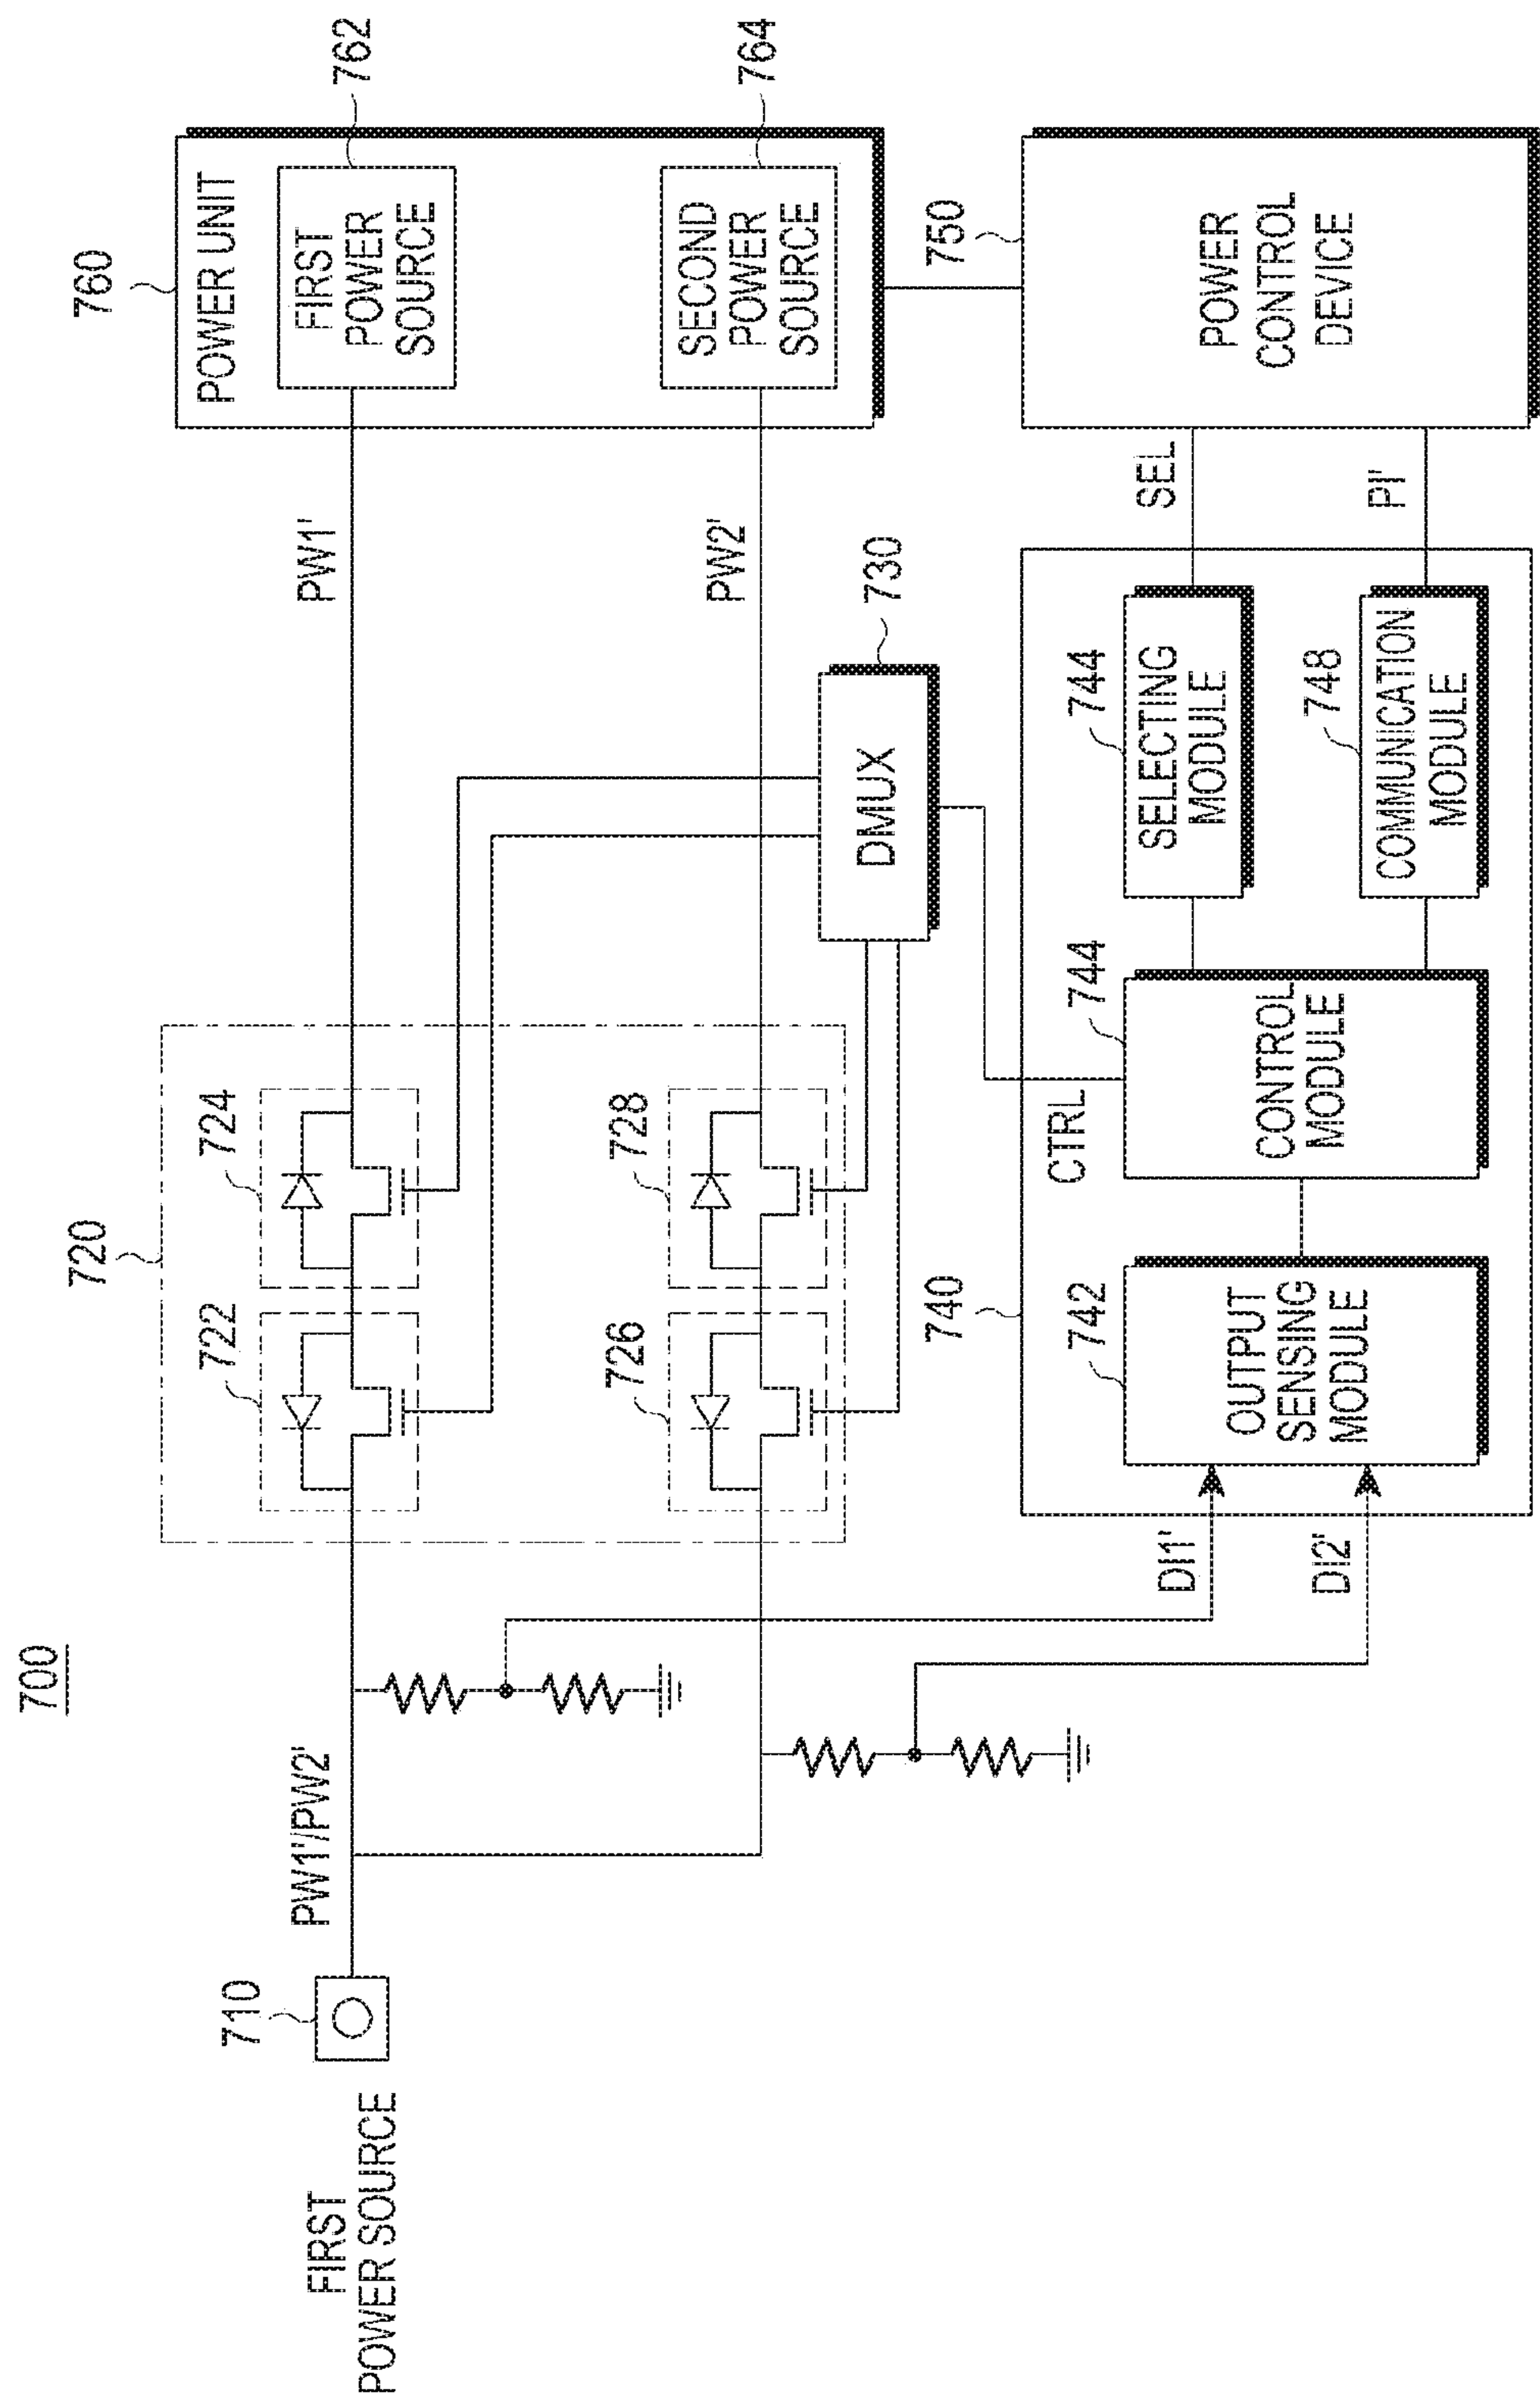 700
FIRST
POWER SOURCE
710
PW1'/PW2'
720
722
724
726
728
PW1'
PW2'
760
POWER UNIT
FIRST
POWER
SOURCE
762
SECOND
POWER
SOURCE
764
DMUX
730
DI1'
DI2'
740
742
OUTPUT
SENSING
MODULE
CTRL
744
CONTROL
MODULE
744
SELECTING
MODULE
748
COMMUNICATION
MODULE
SEL
PI'
750
POWER
CONTROL
DEVICE